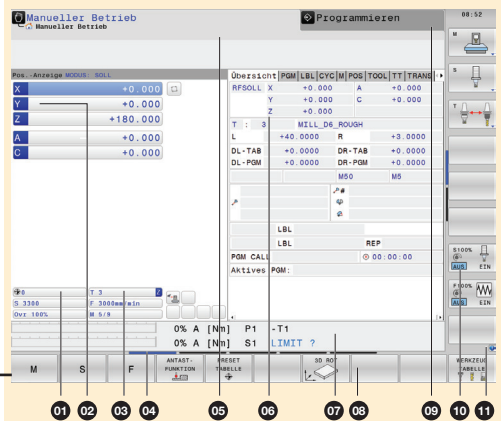 Manueller Betrieb
Manueller Betrieb
Programmieren
08:52
M
S
T
Pos.-Anzeige MODUS: SOLL
X +0.000
Y +0.000
Z +180.000
A +0.000
C +0.000
Übersicht PGM LBL CYC M POS TOOL TT TRANS
RFSOLL X +0.000 A +0.000
Y +0.000 C +0.000
Z +0.000
T : 3 MILL_D6_ROUGH
L +40.0000 R +3.0000
DL-TAB +0.0000 DR-TAB +0.0000
DL-PGM +0.0000 DR-PGM +0.0000
M50 M5
LBL
LBL REP
PGM CALL 00:00:00
Aktives PGM:
0 T 3 Z
S 3300 F 3000mm/min
Ovr 100% M 5/9
0% A [Nm] P1 -T1
0% A [Nm] S1 LIMIT ?
S100%
AUS EIN
F100%
AUS EIN
M
S
F
ANTAST-
FUNKTION
PRESET
TABELLE
3D ROT
WERKZEUG
TABELLE
01 02 03 04 05 06 07 08 09 10 11